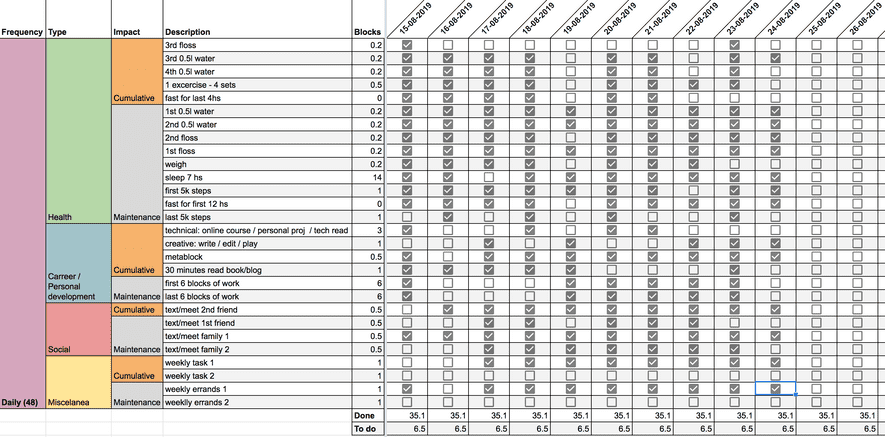 Frequency Type Impact Description Blocks 15-08-2019 16-08-2019 17-08-2019 18-08-2019 19-08-2019 20-08-2019 21-08-2019 22-08-2019 23-08-2019 24-08-2019 25-08-2019 26-08-2019
3rd floss 0.2
3rd 0.5l water 0.2
4th 0.5l water 0.2
1 excercise - 4 sets 0.5
Cumulative fast for last 4hs 0
1st 0.5l water 0.2
2nd 0.5l water 0.2
2nd floss 0.2
1st floss 0.2
weigh 0.2
sleep 7 hs 14
first 5k steps 1
fast for first 12 hs 0
Health Maintenance last 5k steps 1
technical: online course / personal proj / tech read 3
creative: write / edit / play 1
metablock 0.5
Cumulative 30 minutes read book/blog 1
Carreer /
Personal
development
first 6 blocks of work 6
Maintenance last 6 blocks of work 6
Cumulative text/meet 2nd friend 0.5
text/meet 1st friend 0.5
text/meet family 1 0.5
Social Maintenance text/meet family 2 0.5
weekly task 1 1
Cumulative weekly task 2 1
weekly errands 1 1
Daily (48) Miscelanea Maintenance weeklly errands 2 1
Done 35.1 35.1 35.1 35.1 35.1 35.1 35.1 35.1 35.1 35.1 35.1 35.1
To do 6.5 6.5 6.5 6.5 6.5 6.5 6.5 6.5 6.5 6.5 6.5 6.5